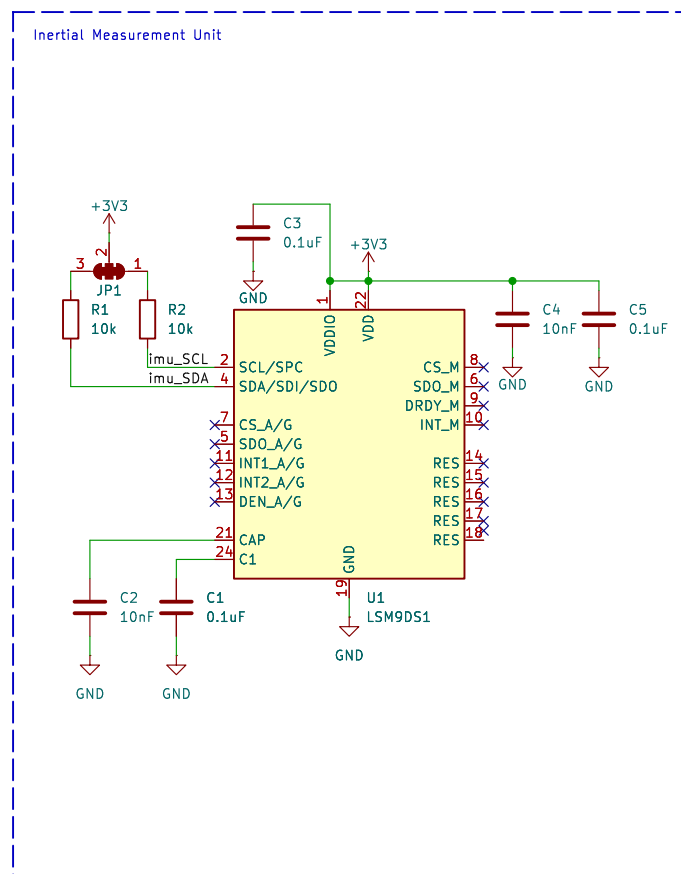 Inertial Measurement Unit
+3V3
3
2
1
JP1
R1
10k
R2
10k
C3
0.1uF
GND
+3V3
1
22
VDDIO
VDD
C4
10nF
GND
C5
0.1uF
GND
imu_SCL
2
SCL/SPC
imu_SDA
4
SDA/SDI/SDO
7
CS_A/G
5
SDO_A/G
11
INT1_A/G
12
INT2_A/G
13
DEN_A/G
21
CAP
24
C1
CS_M
8
SDO_M
6
DRDY_M
9
INT_M
10
RES
14
RES
15
RES
16
RES
17
RES
18
GND
19
U1
LSM9DS1
GND
C2
10nF
GND
C1
0.1uF
GND